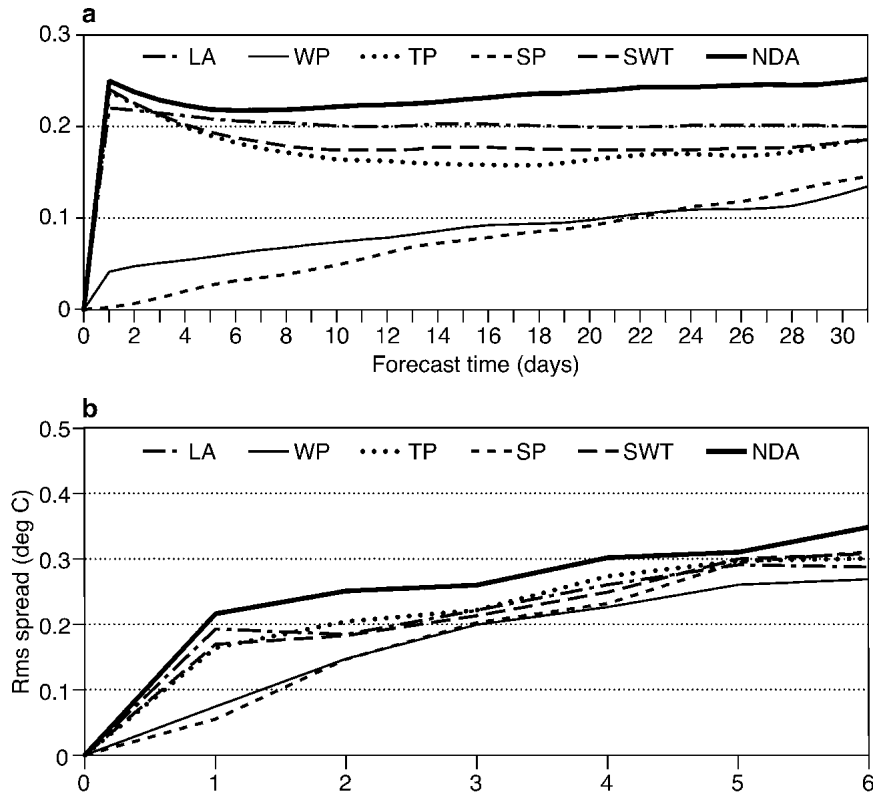 a
0.3
LA WP TP SP SWT NDA
0.2
0.1
0
0 2 4 6 8 10 12 14 16 18 20 22 24 26 28 30
Forecast time (days)
b
0.5
LA WP TP SP SWT NDA
0.4
0.3
0.2
0.1
0
Rms spread (deg C)
0 1 2 3 4 5 6